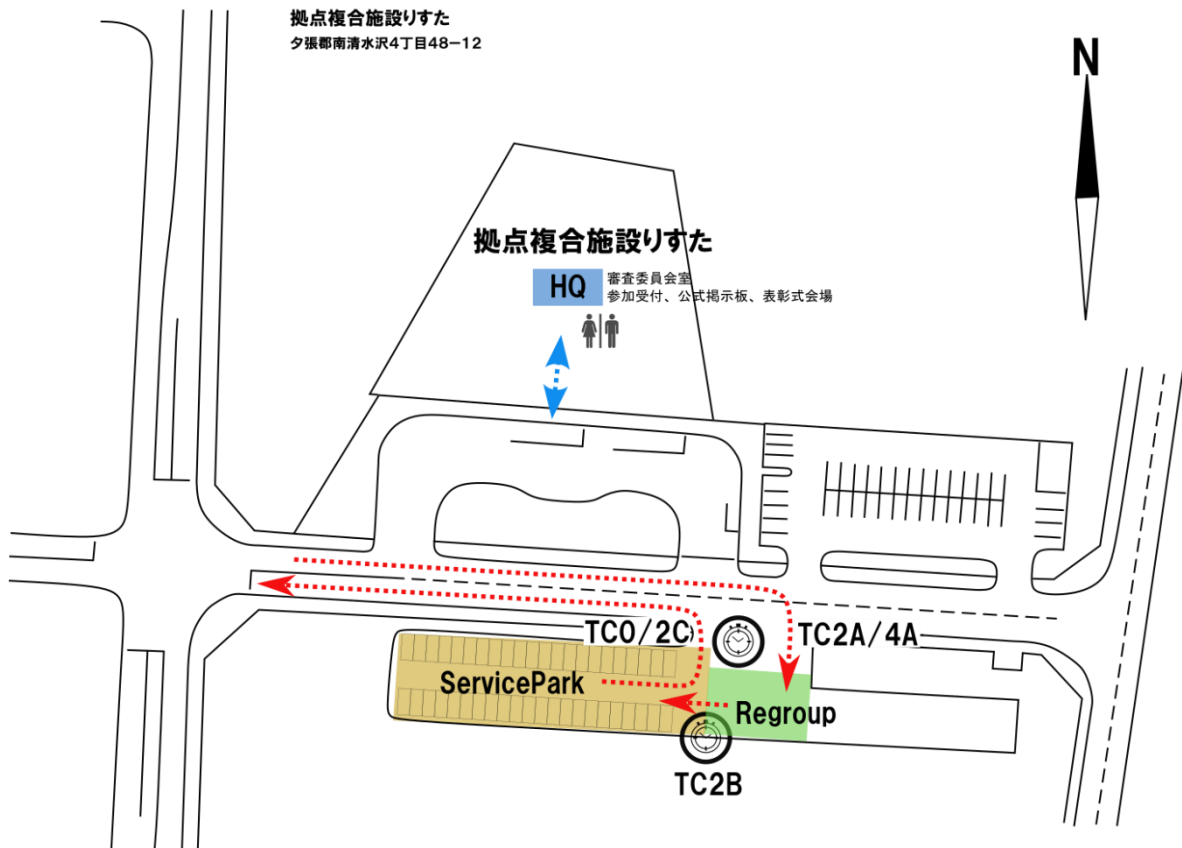 拠点複合施設りすた
夕張郡南清水沢4丁目48−12
N
拠点複合施設りすた
HQ
審査委員会室
参加受付、公式掲示板、表彰式会場
TC0/2C
TC2A/4A
ServicePark
Regroup
TC2B